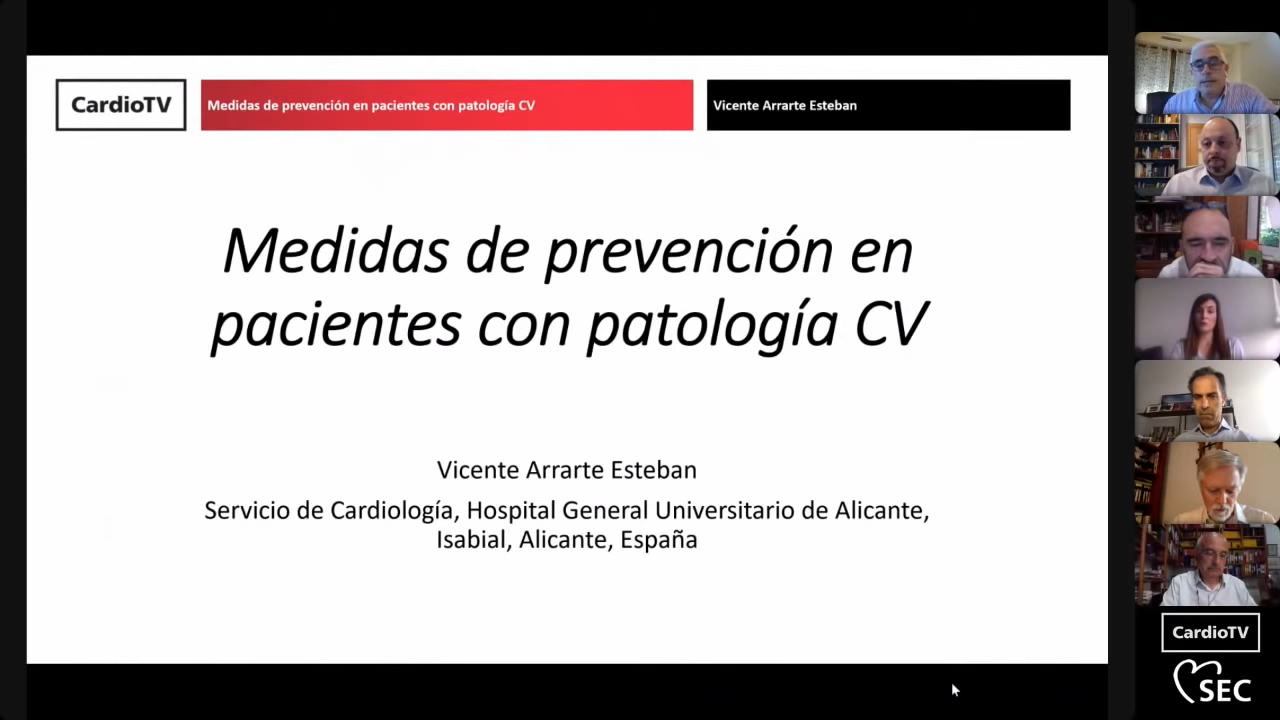 CardioTV
Medidas de prevención en pacientes con patología CV
Vicente Arrarte Esteban
Medidas de prevención en
pacientes con patología CV
Vicente Arrarte Esteban
Servicio de Cardiología, Hospital General Universitario de Alicante,
Isabial, Alicante, España
CardioTV
SEC